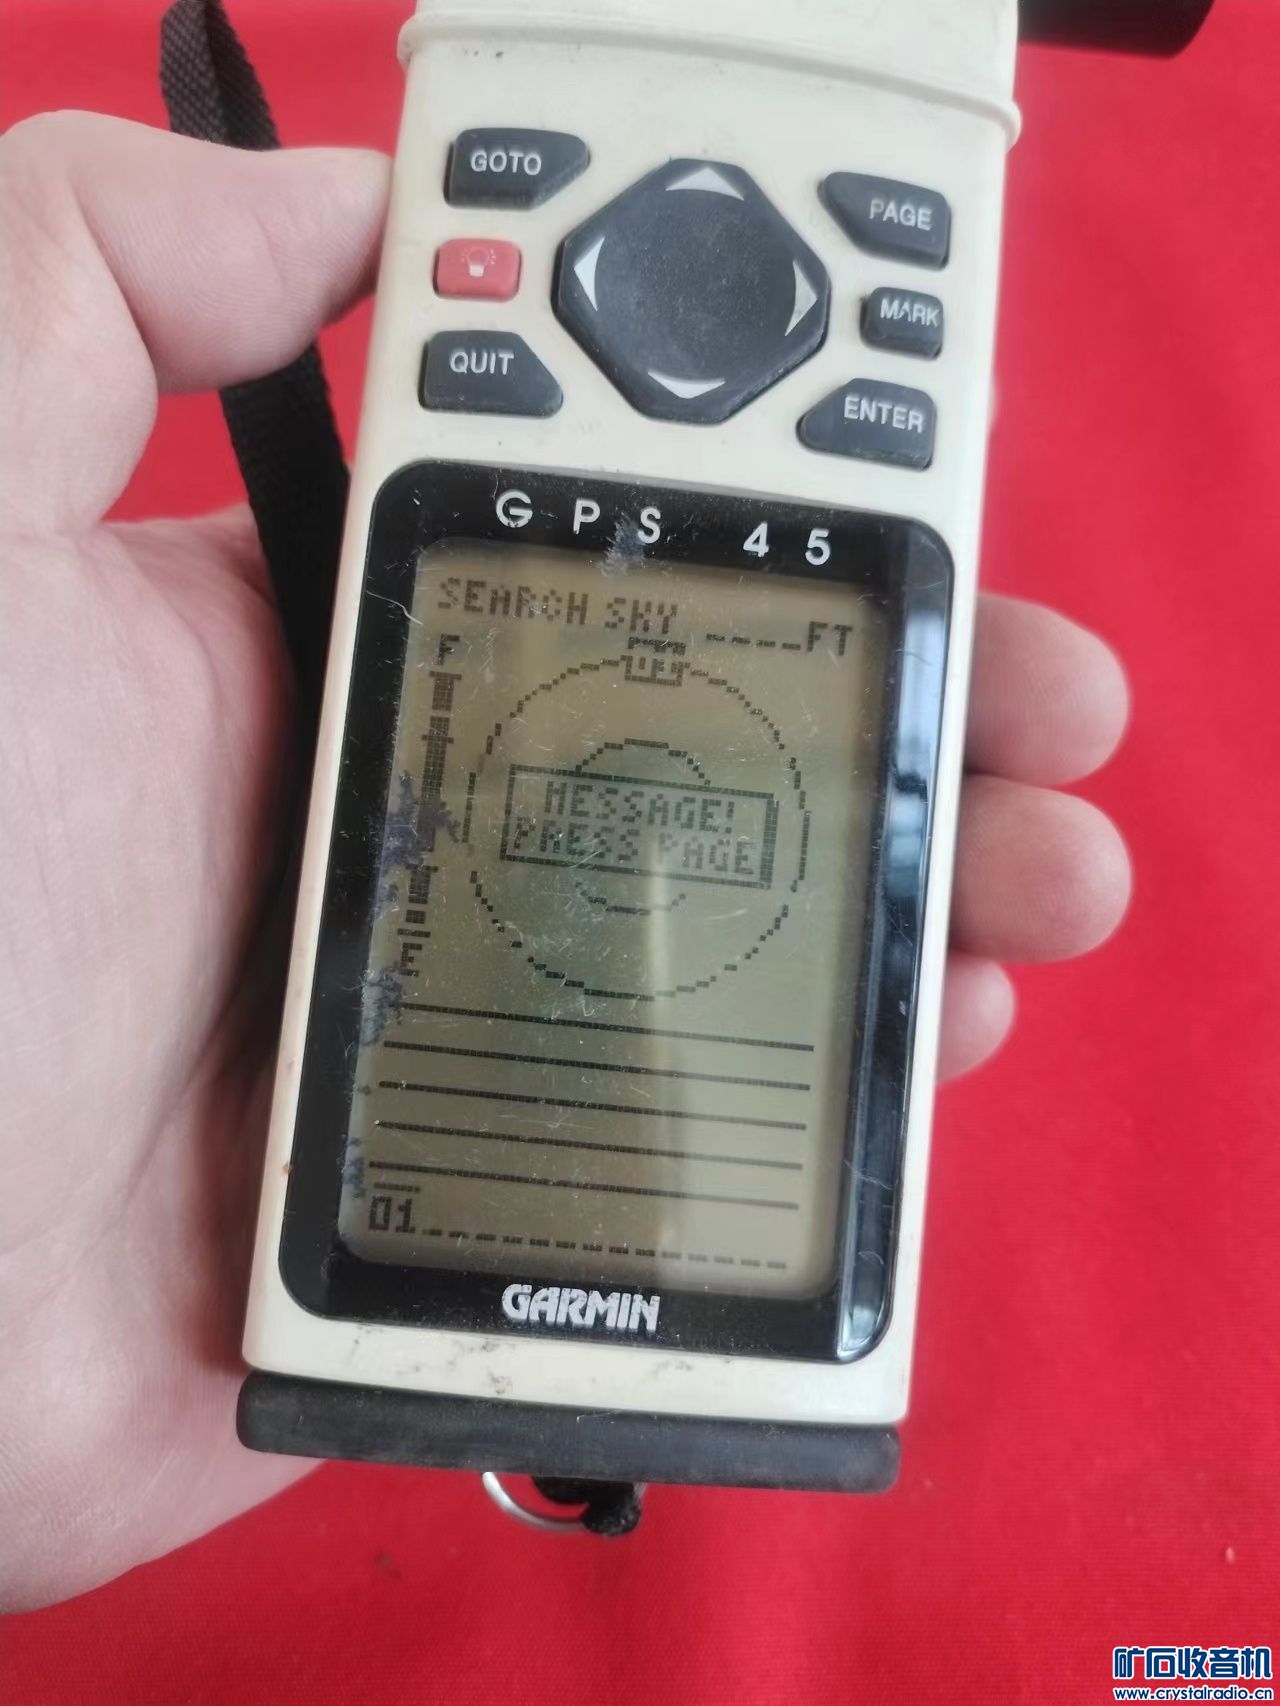 GOTO
PAGE
MARK
QUIT
ENTER
GPS 45
SEARCH SKY
____FT
F
MESSAGE!
PRESS PAGE
E
01
GARMIN
矿石收音机
www.crystalradio.cn